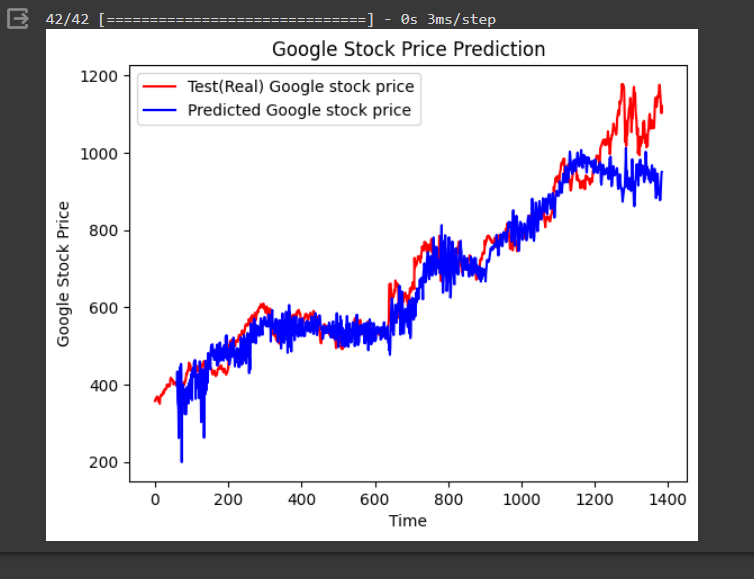 42/42 [==============================] - 0s 3ms/step
Google Stock Price Prediction
Test(Real) Google stock price
Predicted Google stock price
Google Stock Price
1200
1000
800
600
400
200
0 200 400 600 800 1000 1200 1400
Time